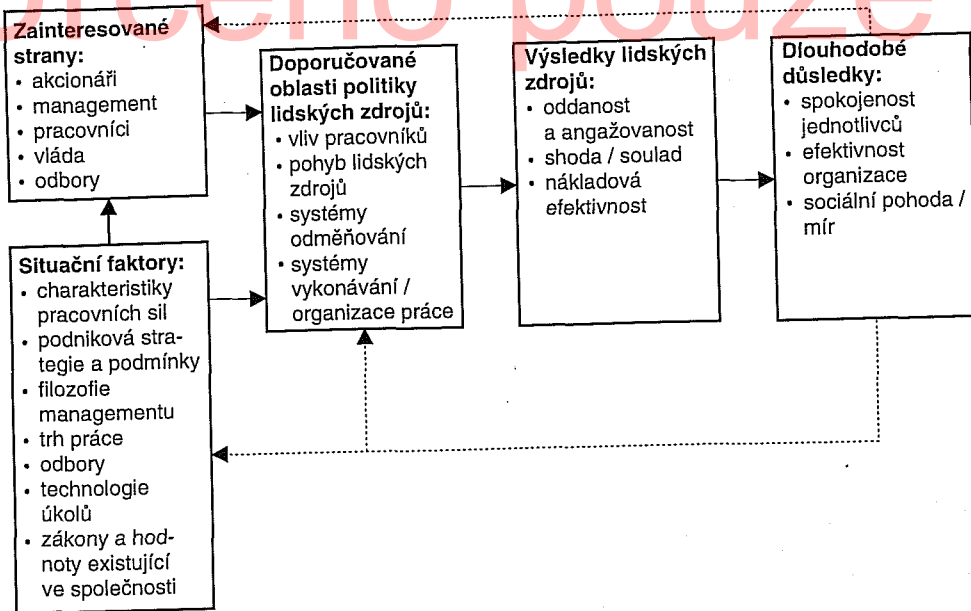 určeno pouze
Zainteresované
strany:
• akcionáři
• management
• pracovníci
• vláda
• odbory
Situační faktory:
• charakteristiky
pracovních sil
• podniková stra-
tegie a podmínky
• filozofie
managementu
• trh práce
• odbory
• technologie
úkolů
• zákony a hod-
noty existující
ve společnosti
Doporučované
oblasti politiky
lidských zdrojů:
• vliv pracovníků
• pohyb lidských
zdrojů
• systémy
odměňování
• systémy
vykonávání /
organizace práce
Výsledky lidských
zdrojů:
• oddanost
a angažovanost
• shoda / soulad
• nákladová
efektivnost
Dlouhodobé
důsledky:
• spokojenost
jednotlivců
• efektivnost
organizace
• sociální pohoda /
mír